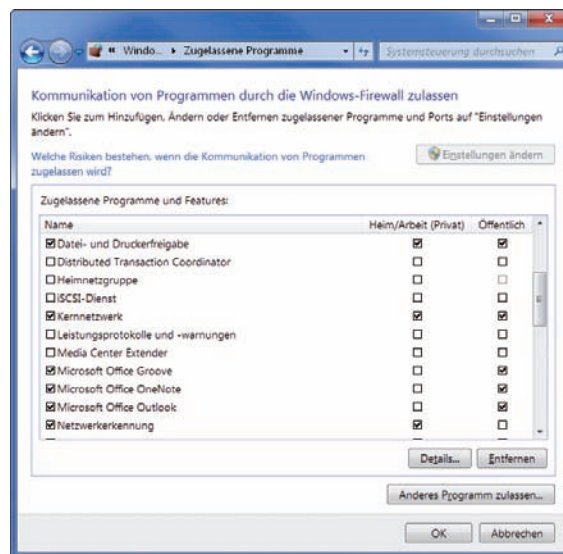 « Windo... ▸ Zugelassene Programme Systemsteuerung durchsuchen
Kommunikation von Programmen durch die Windows-Firewall zulassen
Klicken Sie zum Hinzufügen, Ändern oder Entfernen zugelassener Programme und Ports auf "Einstellungen
ändern".
Welche Risiken bestehen, wenn die Kommunikation von Programmen
zugelassen wird?
Einstellungen ändern
Zugelassene Programme und Features:
Name Heim/Arbeit (Privat) Öffentlich
Datei- und Druckerfreigabe
Distributed Transaction Coordinator
Heimnetzgruppe
iSCSI-Dienst
Kernnetzwerk
Leistungsprotokolle und -warnungen
Media Center Extender
Microsoft Office Groove
Microsoft Office OneNote
Microsoft Office Outlook
Netzwerkerkennung
Details... Entfernen
Anderes Programm zulassen...
OK Abbrechen